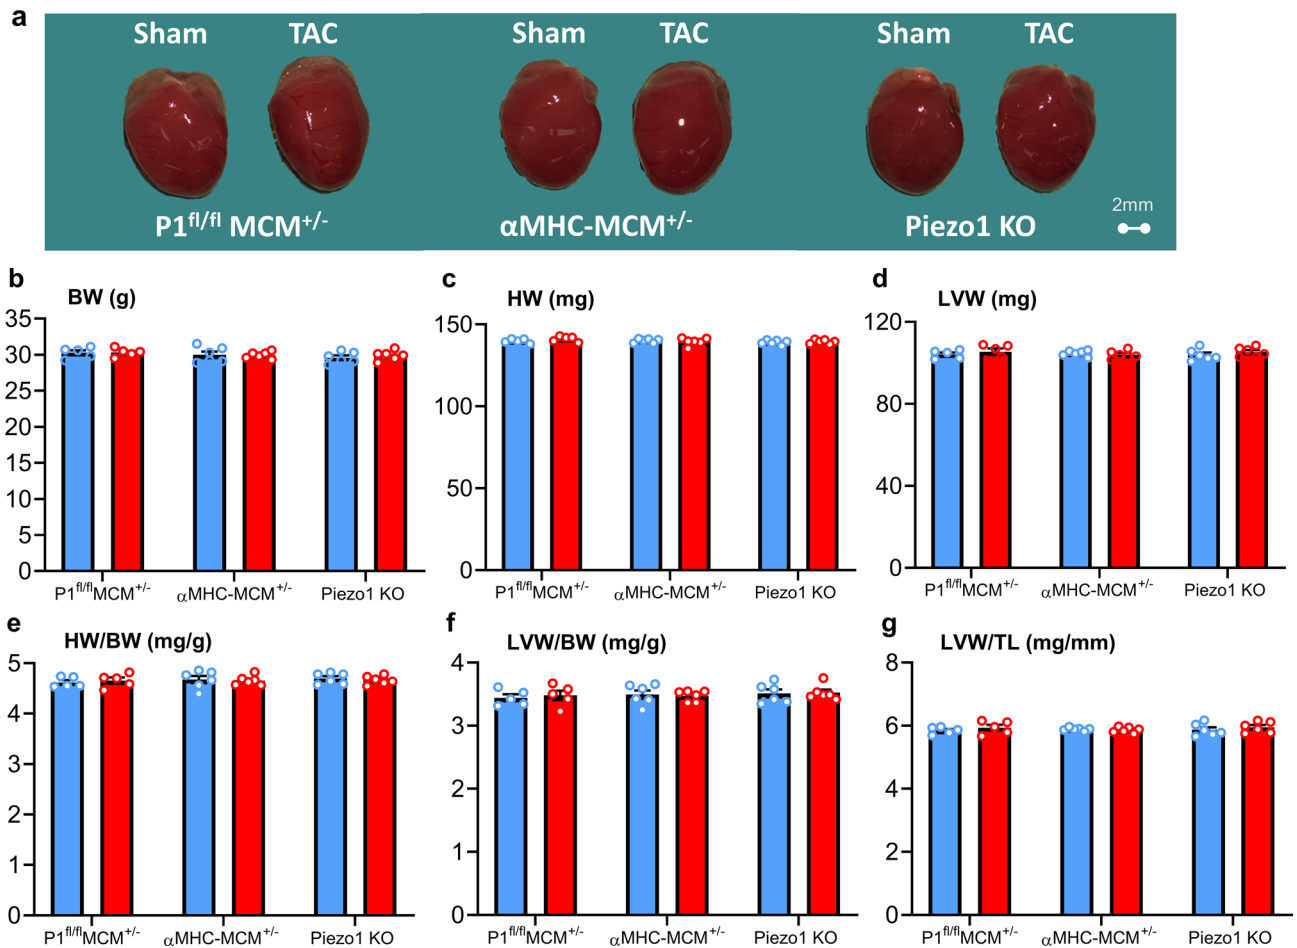 a
Sham TAC Sham TAC Sham TAC
P1fl/fl MCM+/- αMHC-MCM+/- Piezo1 KO
2mm
b
BW (g)
35
30
25
20
15
10
5
0
P1fl/flMCM+/- αMHC-MCM+/- Piezo1 KO
c
HW (mg)
150
100
50
0
P1fl/flMCM+/- αMHC-MCM+/- Piezo1 KO
d
LVW (mg)
120
80
40
0
P1fl/flMCM+/- αMHC-MCM+/- Piezo1 KO
e
HW/BW (mg/g)
5
4
3
2
1
0
P1fl/flMCM+/- αMHC-MCM+/- Piezo1 KO
f
LVW/BW (mg/g)
4
3
2
1
0
P1fl/flMCM+/- αMHC-MCM+/- Piezo1 KO
g
LVW/TL (mg/mm)
8
6
4
2
0
P1fl/flMCM+/- αMHC-MCM+/- Piezo1 KO